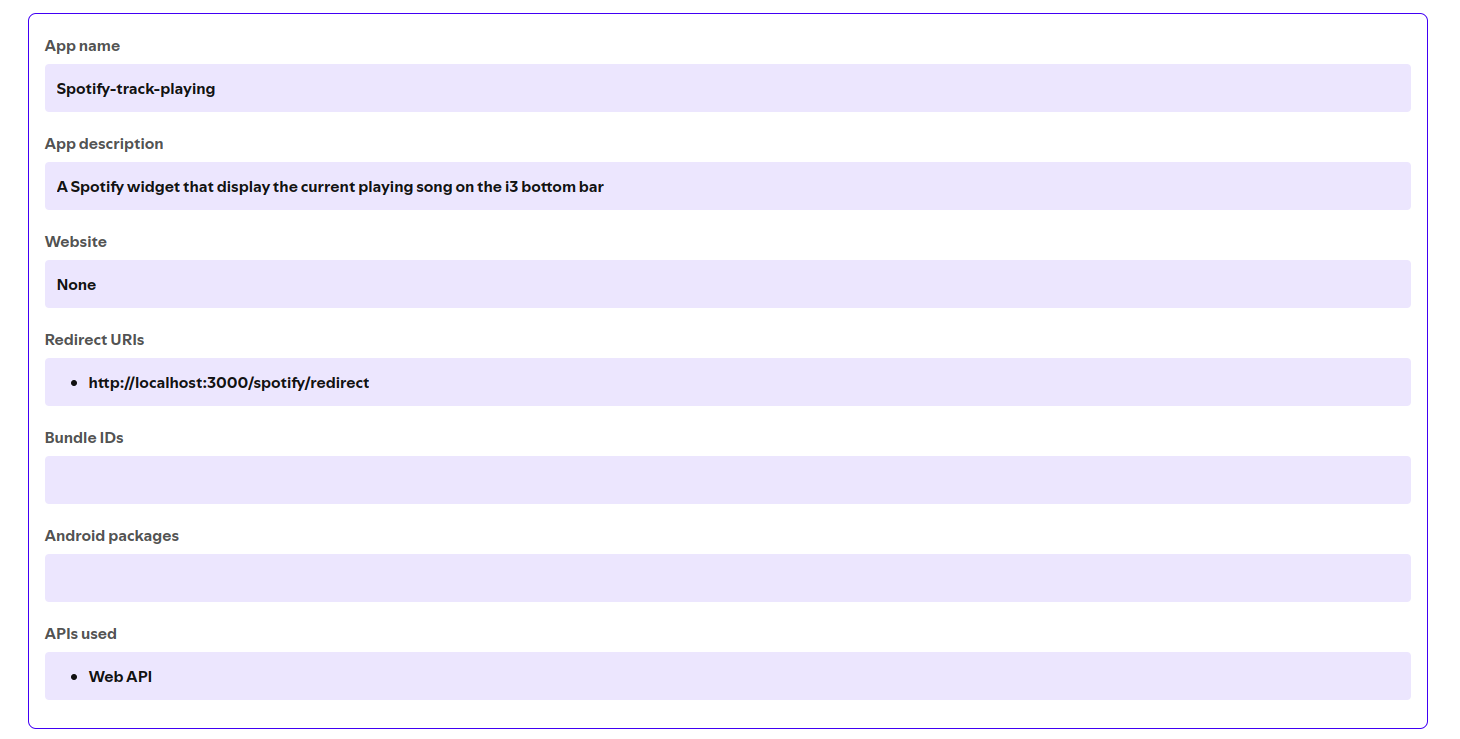 App name
Spotify-track-playing
App description
A Spotify widget that display the current playing song on the i3 bottom bar
Website
None
Redirect URIs
• http://localhost:3000/spotify/redirect
Bundle IDs
Android packages
APIs used
• Web API